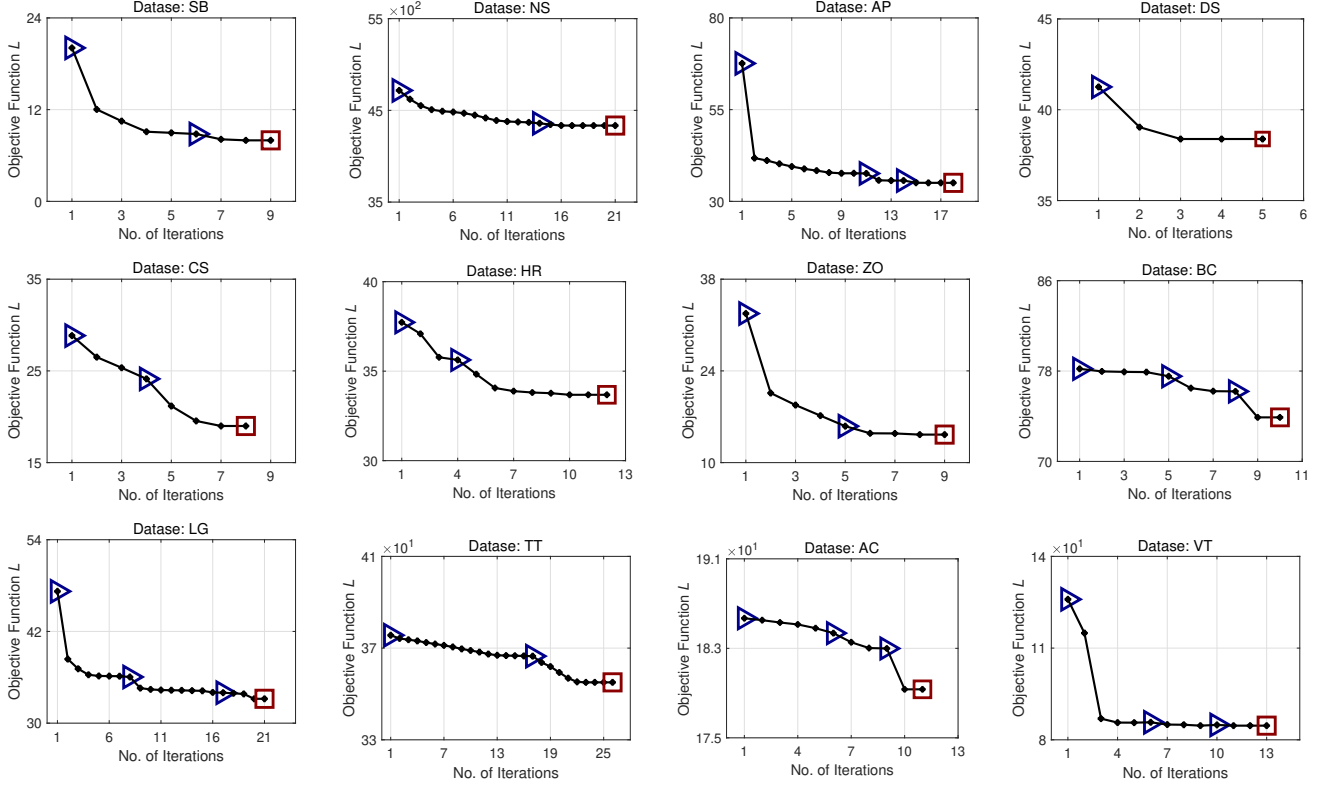 Datase: SB
24
12
0
Objective Function L
1 3 5 7 9
No. of Iterations
Datase: NS
×10²
55
45
35
Objective Function L
1 6 11 16 21
No. of Iterations
Datase: AP
80
55
30
Objective Function L
1 5 9 13 17
No. of Iterations
Dataset: DS
45
40
35
Objective Function L
1 2 3 4 5 6
No. of Iterations
Datase: CS
35
25
15
Objective Function L
1 3 5 7 9
No. of Iterations
Datase: HR
40
35
30
Objective Function L
1 4 7 10 13
No. of Iterations
Datase: ZO
38
24
10
Objective Function L
1 3 5 7 9
No. of Iterations
Datase: BC
86
78
70
Objective Function L
1 3 5 7 9 11
No. of Iterations
Datase: LG
54
42
30
Objective Function L
1 6 11 16 21
No. of Iterations
Datase: TT
×10¹
41
37
33
Objective Function L
1 7 13 19 25
No. of Iterations
Datase: AC
×10¹
19.1
18.3
17.5
Objective Function L
1 4 7 10 13
No. of Iterations
Datase: VT
×10¹
14
11
8
Objective Function L
1 4 7 10 13
No. of Iterations